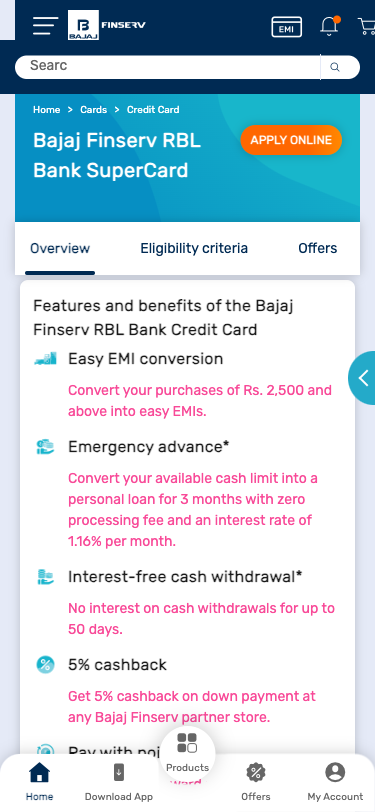 BAJAJ FINSERV
EMI
Searc
Home > Cards > Credit Card
Bajaj Finserv RBL
Bank SuperCard
APPLY ONLINE
Overview Eligibility criteria Offers
Features and benefits of the Bajaj
Finserv RBL Bank Credit Card
Easy EMI conversion
Convert your purchases of Rs. 2,500 and
above into easy EMIs.
Emergency advance*
Convert your available cash limit into a
personal loan for 3 months with zero
processing fee and an interest rate of
1.16% per month.
Interest-free cash withdrawal*
No interest on cash withdrawals for up to
50 days.
5% cashback
Get 5% cashback on down payment at
any Bajaj Finserv partner store.
Pay with
Products
Home Download App Offers My Account